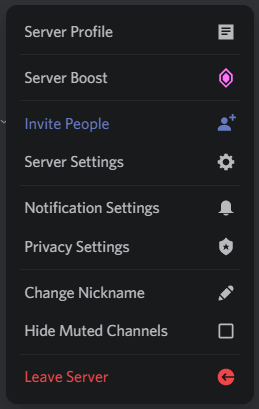 Server Profile
Server Boost
Invite People
Server Settings
Notification Settings
Privacy Settings
Change Nickname
Hide Muted Channels
Leave Server